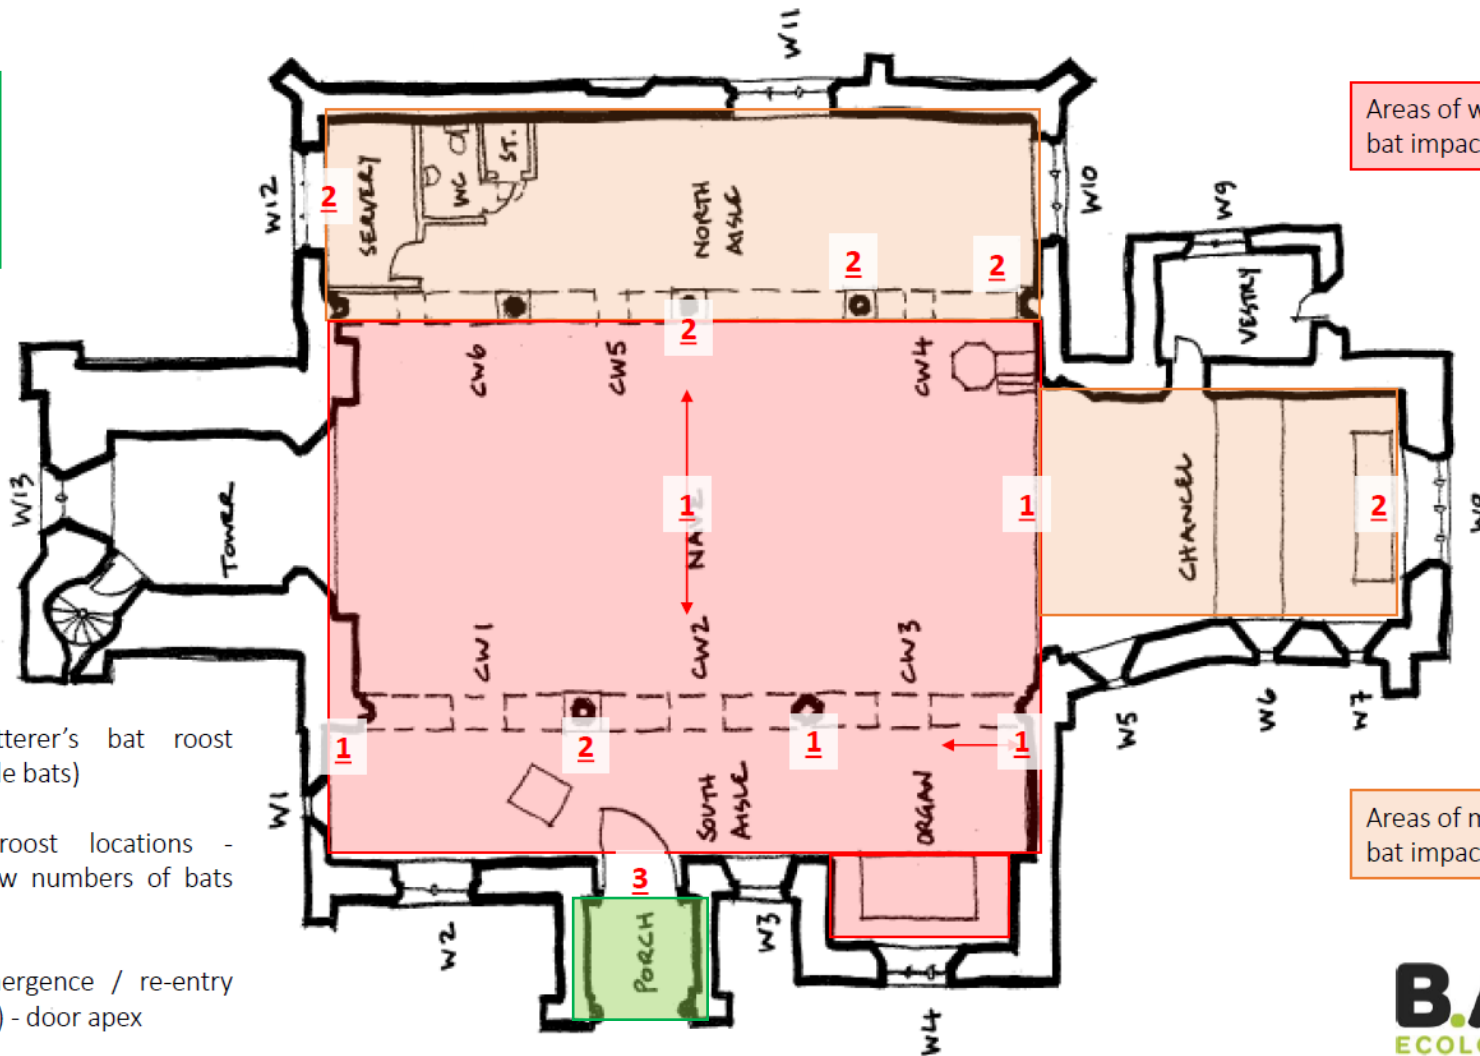 W11
Areas of w
bat impac
W12
2
SERVERY
WC
ST.
NORTH
AISLE
W10
W9
2
2
VESTRY
2
CW6
CW5
CW4
W13
TOWER
1
NAVE
1
CHANCEL
2
W8
CW1
CW2
CW3
W5
W6
W7
tterer's bat roost
le bats)
1
2
1
1
W1
SOUTH
AISLE
ORGAN
Areas of m
bat impac
roost locations -
w numbers of bats
3
W2
PORCH
W3
W4
ergence / re-entry
) - door apex
B.A
ECOLO